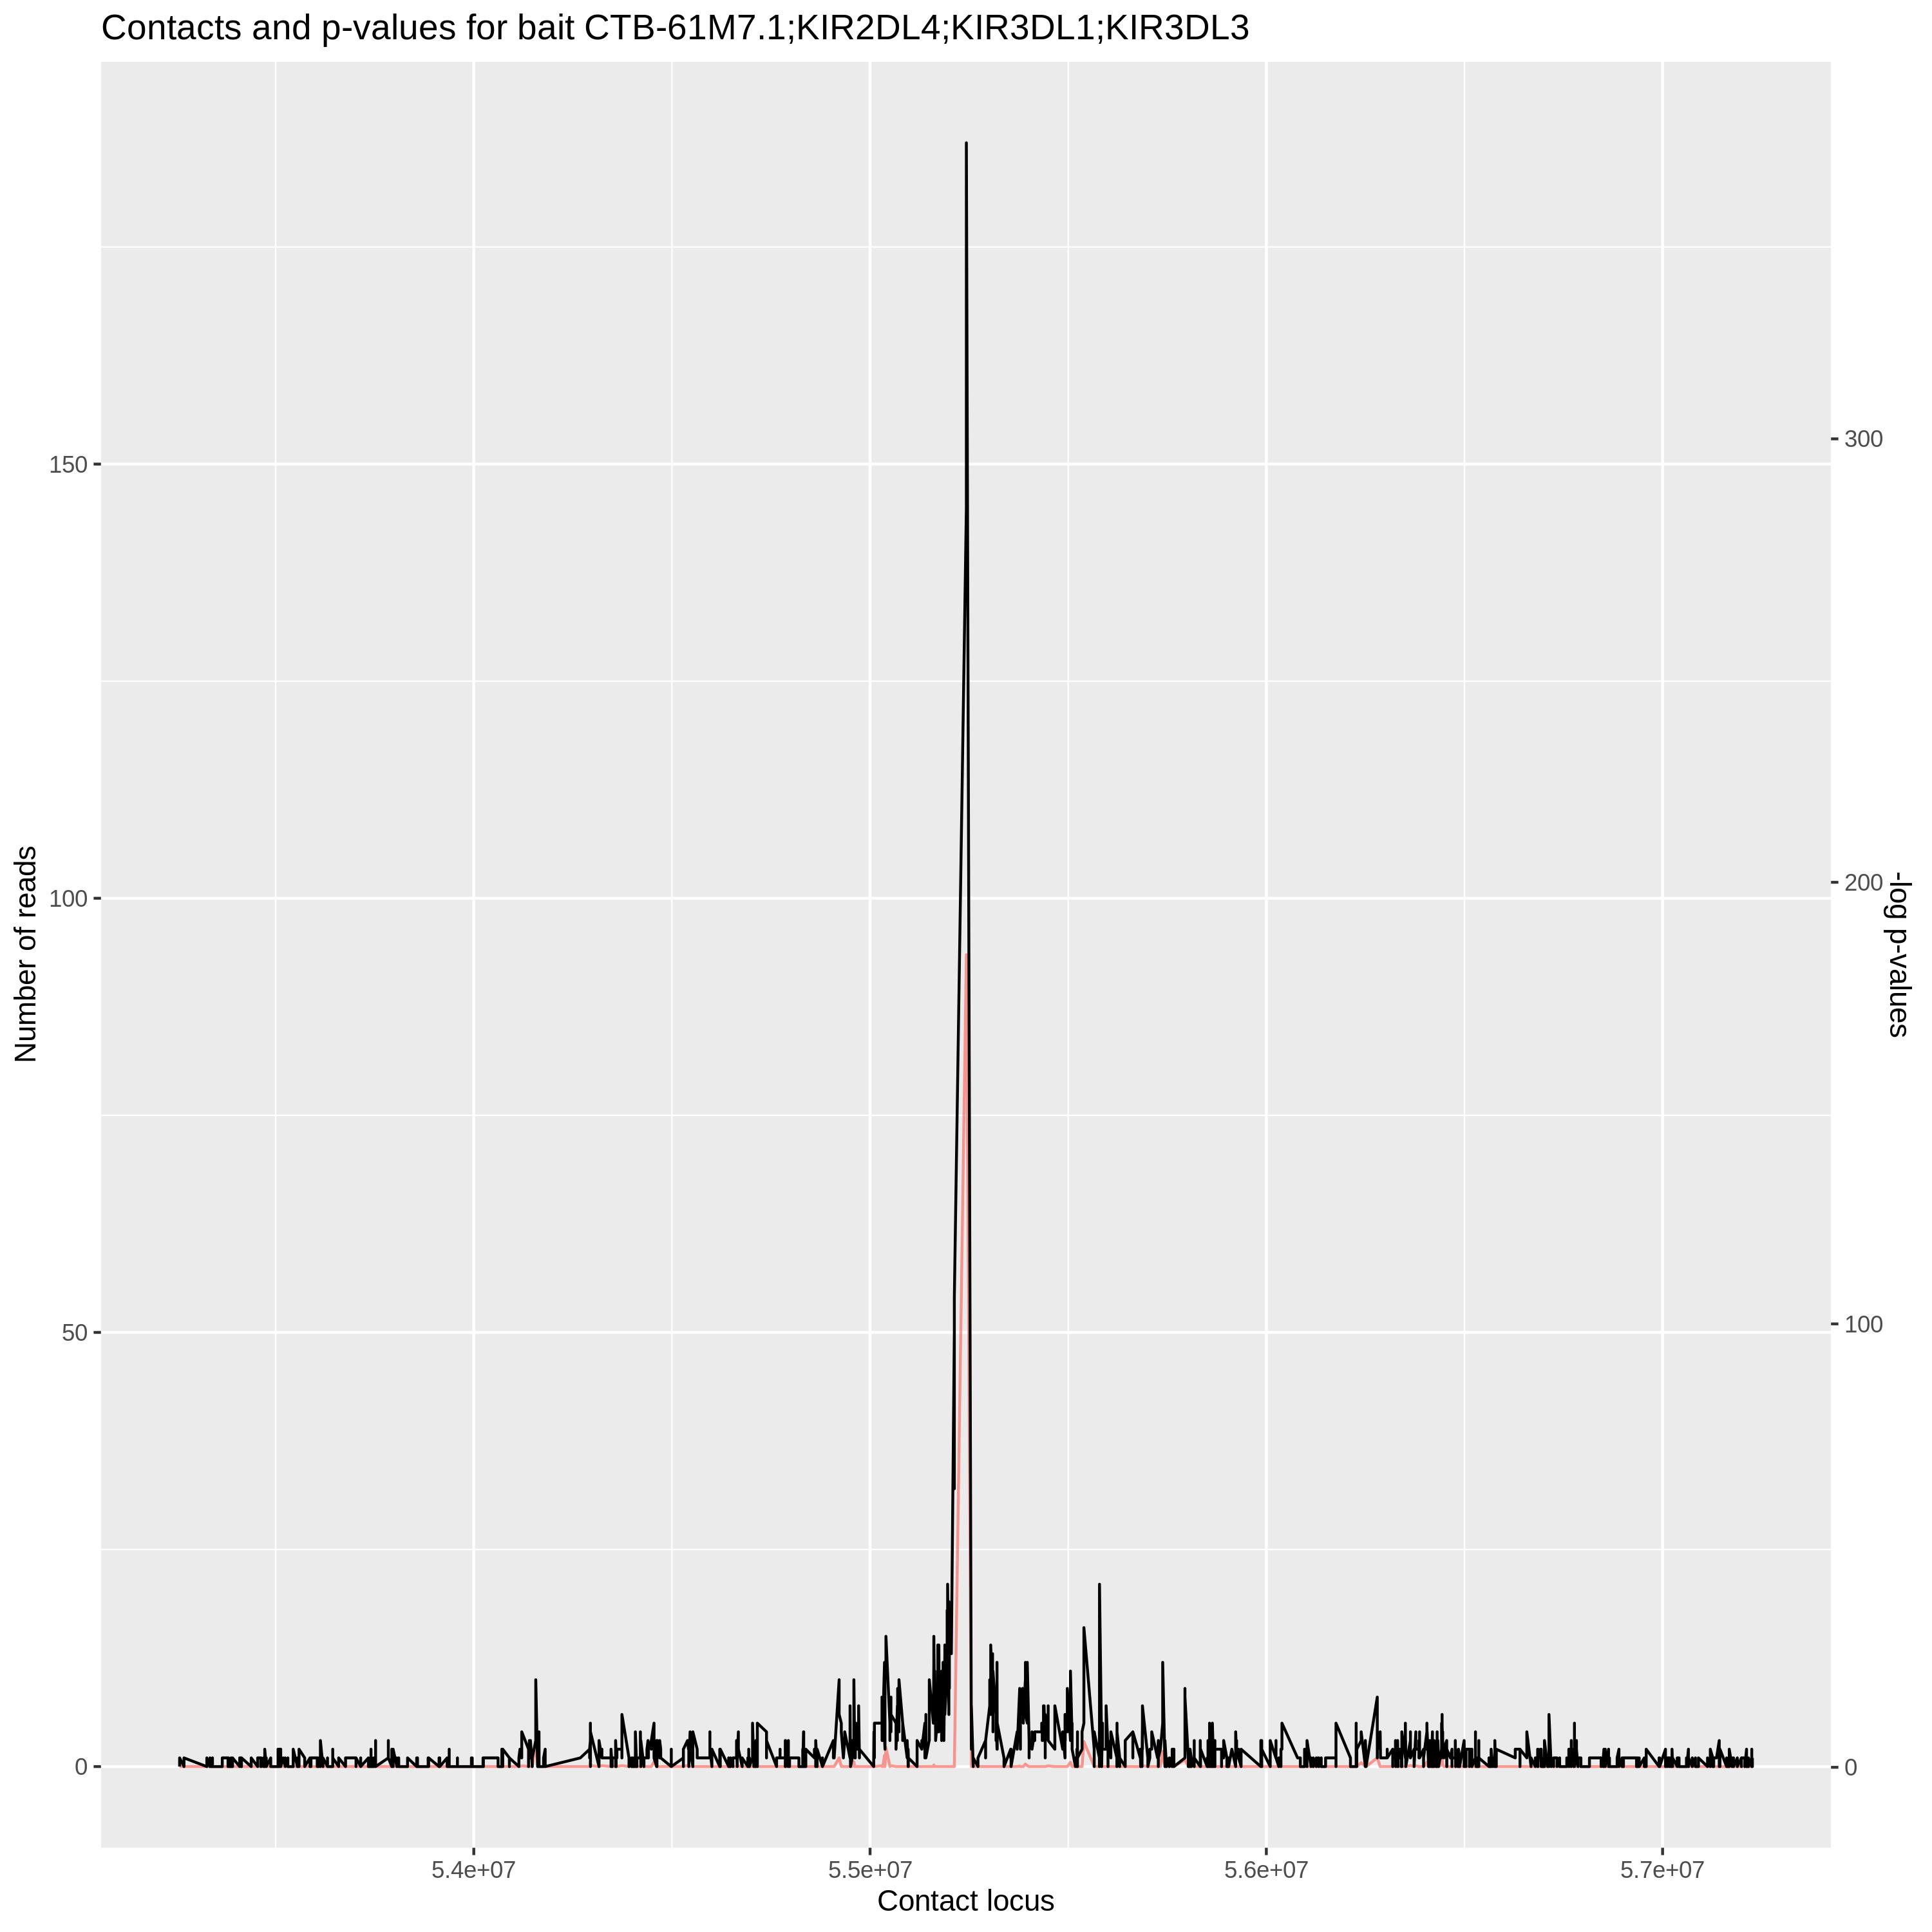 Contacts and p-values for bait CTB-61M7.1;KIR2DL4;KIR3DL1;KIR3DL3
Number of reads
150
100
50
0
300
200
100
0
-log p-values
5.4e+07
5.5e+07
5.6e+07
5.7e+07
Contact locus